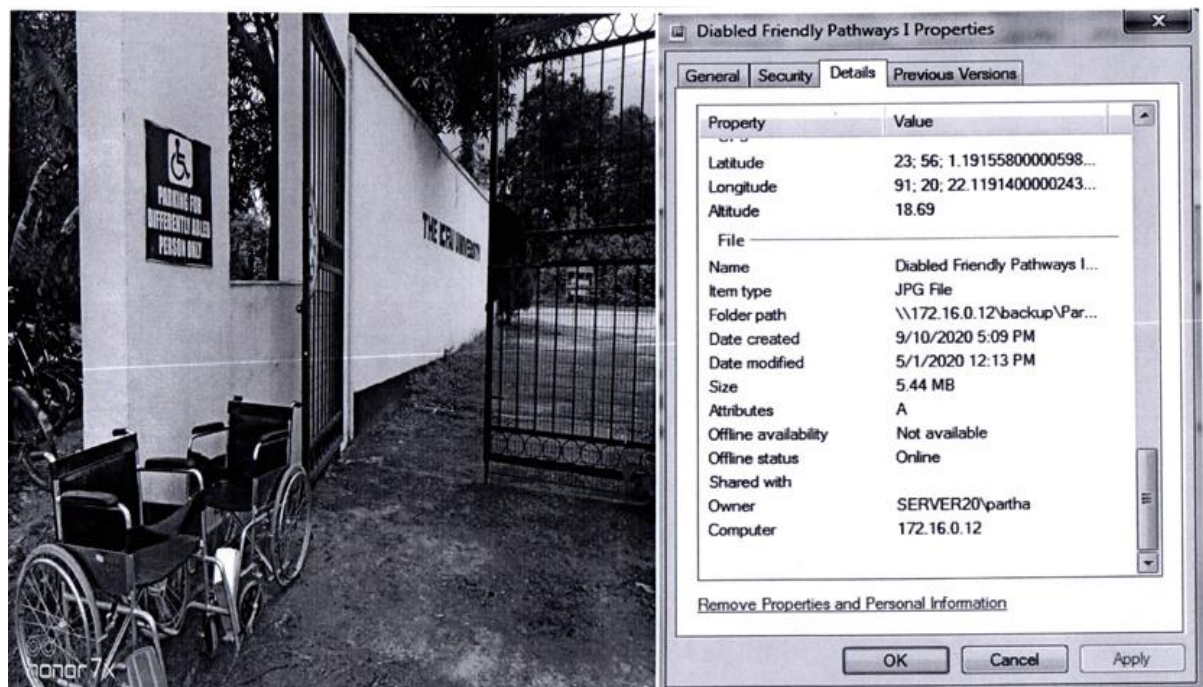 PARKING FOR
DIFFERENTLY ABLED
PERSON ONLY
THE ICFAI UNIVERSITY
honor 7x
Diabled Friendly Pathways I Properties
General Security Details Previous Versions
Property Value
GPS
Latitude 23; 56; 1.19155800000598...
Longitude 91; 20; 22.1191400000243...
Altitude 18.69
File
Name Diabled Friendly Pathways I...
Item type JPG File
Folder path \\172.16.0.12\backup\Par...
Date created 9/10/2020 5:09 PM
Date modified 5/1/2020 12:13 PM
Size 5.44 MB
Attributes A
Offline availability Not available
Offline status Online
Shared with
Owner SERVER20\partha
Computer 172.16.0.12
Remove Properties and Personal Information
OK Cancel Apply